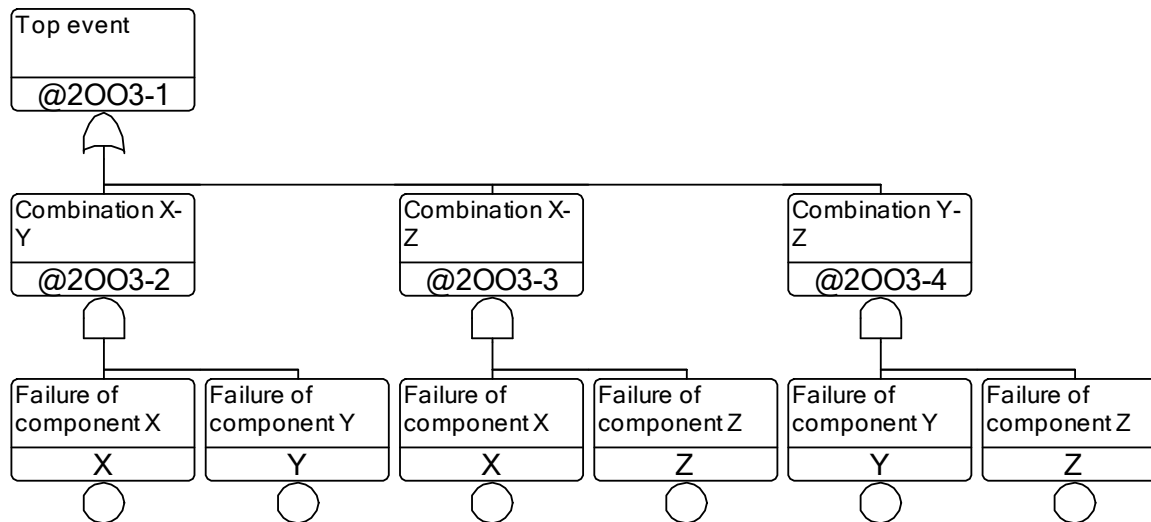 Top event
@2OO3-1
Combination X-
Y
@2OO3-2
Combination X-
Z
@2OO3-3
Combination Y-
Z
@2OO3-4
Failure of
component X
X
Failure of
component Y
Y
Failure of
component X
X
Failure of
component Z
Z
Failure of
component Y
Y
Failure of
component Z
Z